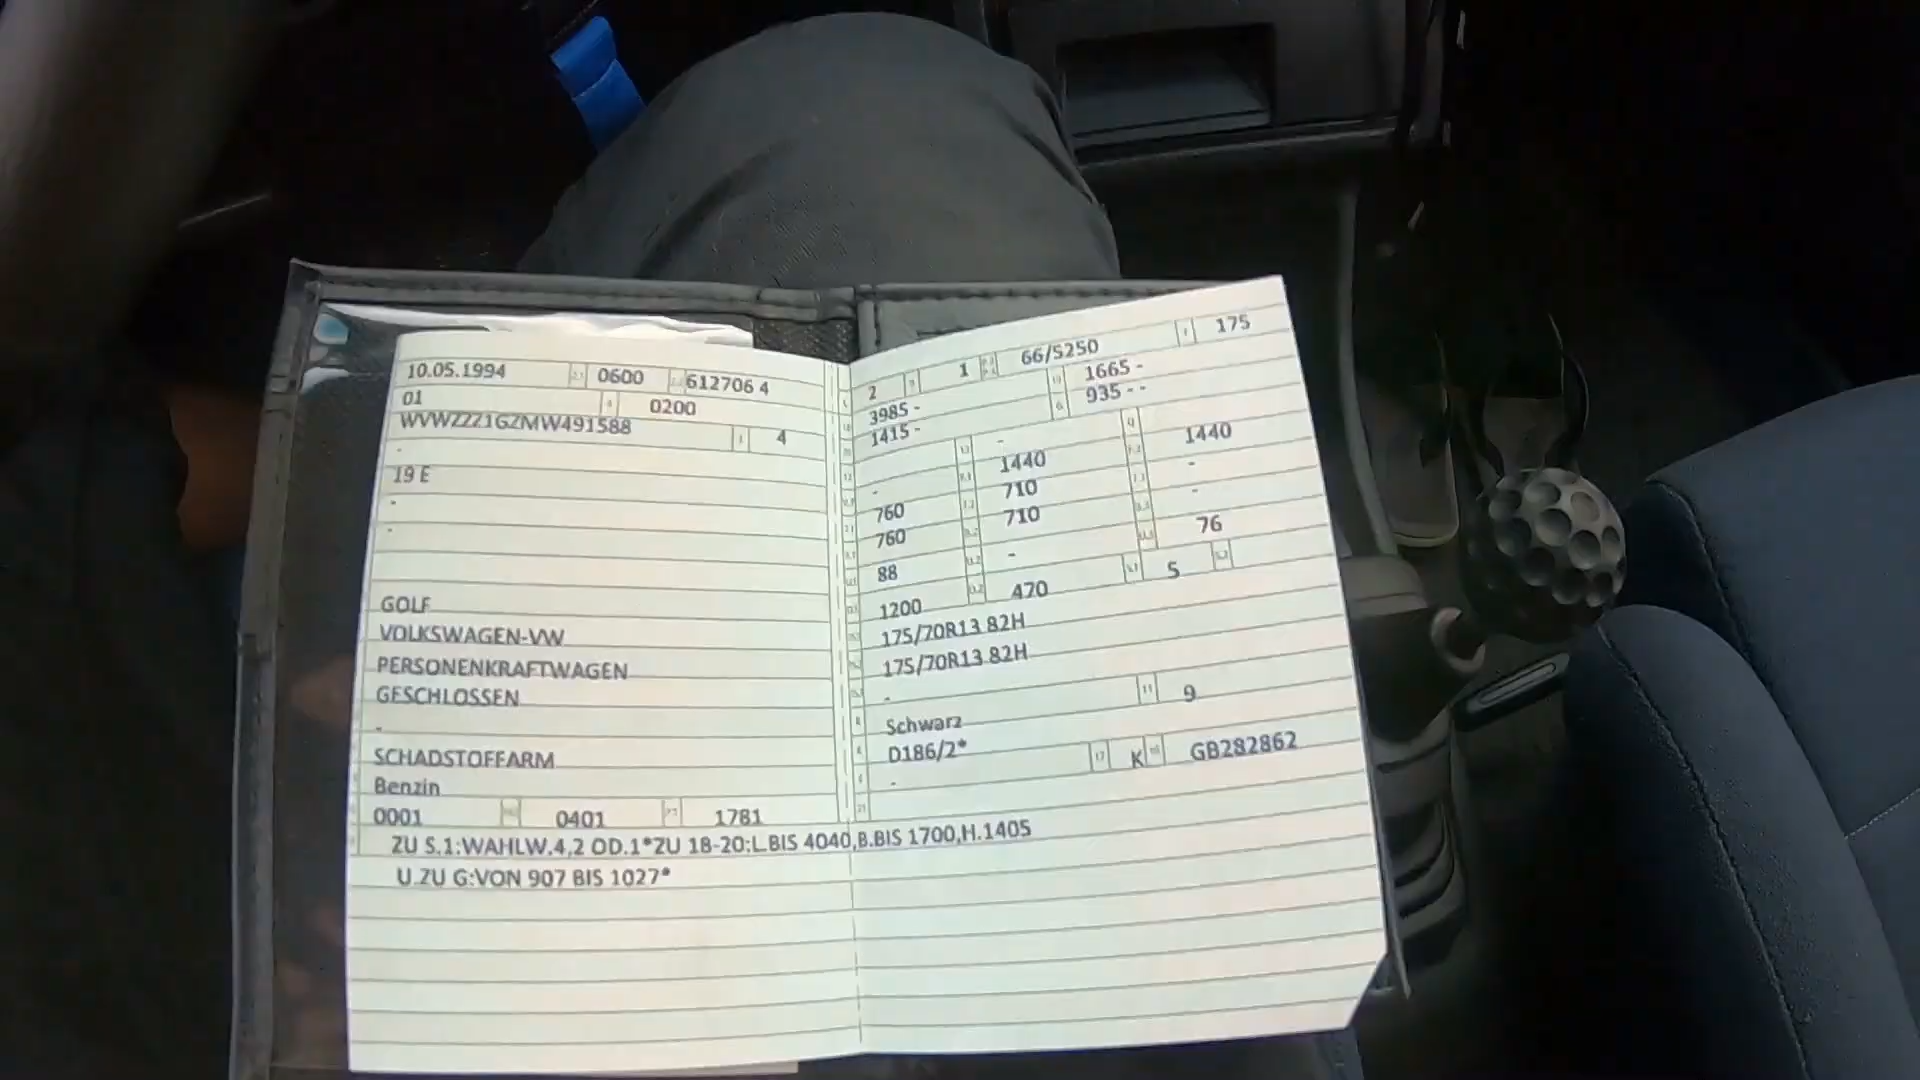 10.05.1994 0600 612706 4
01 0200
WVWZZZ1GZMW491588 4
-
19 E
-
-
GOLF
VOLKSWAGEN-VW
PERSONENKRAFTWAGEN
GESCHLOSSEN
-
SCHADSTOFFARM
Benzin
0001 0401 1781
ZU S.1:WAHLW.4,2 OD.1*ZU 18-20:L.BIS 4040,B.BIS 1700,H.1405
U.ZU G:VON 907 BIS 1027*
2 1 66/5250 175
3985 - 1665 -
1415 - 935 - -
-
- 1440 1440
760 710 -
760 710 -
88 - 76
1200 470 5
175/70R13 82H
175/70R13 82H
-
Schwarz 9
D186/2*
- K GB282862